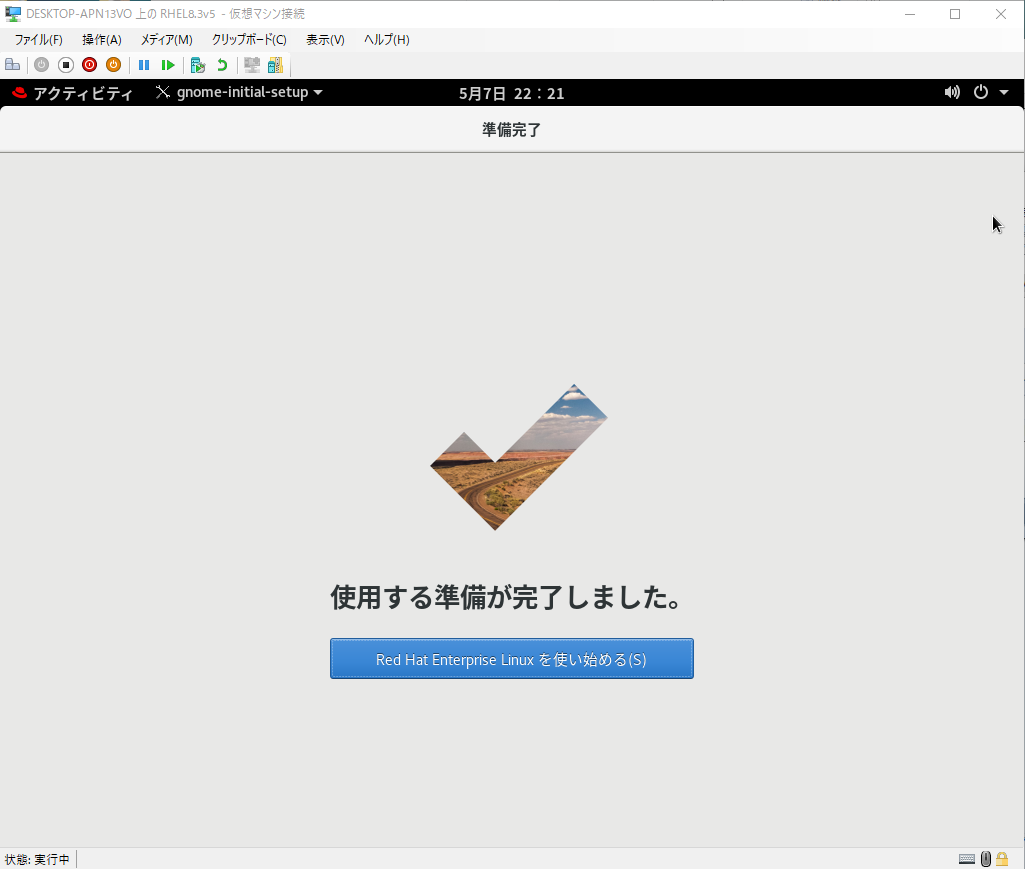 DESKTOP-APN13VO 上の RHEL8.3v5 - 仮想マシン接続
ファイル(F) 操作(A) メディア(M) クリップボード(C) 表示(V) ヘルプ(H)
アクティビティ gnome-initial-setup 5月7日 22：21
準備完了
使用する準備が完了しました。
Red Hat Enterprise Linux を使い始める(S)
状態: 実行中